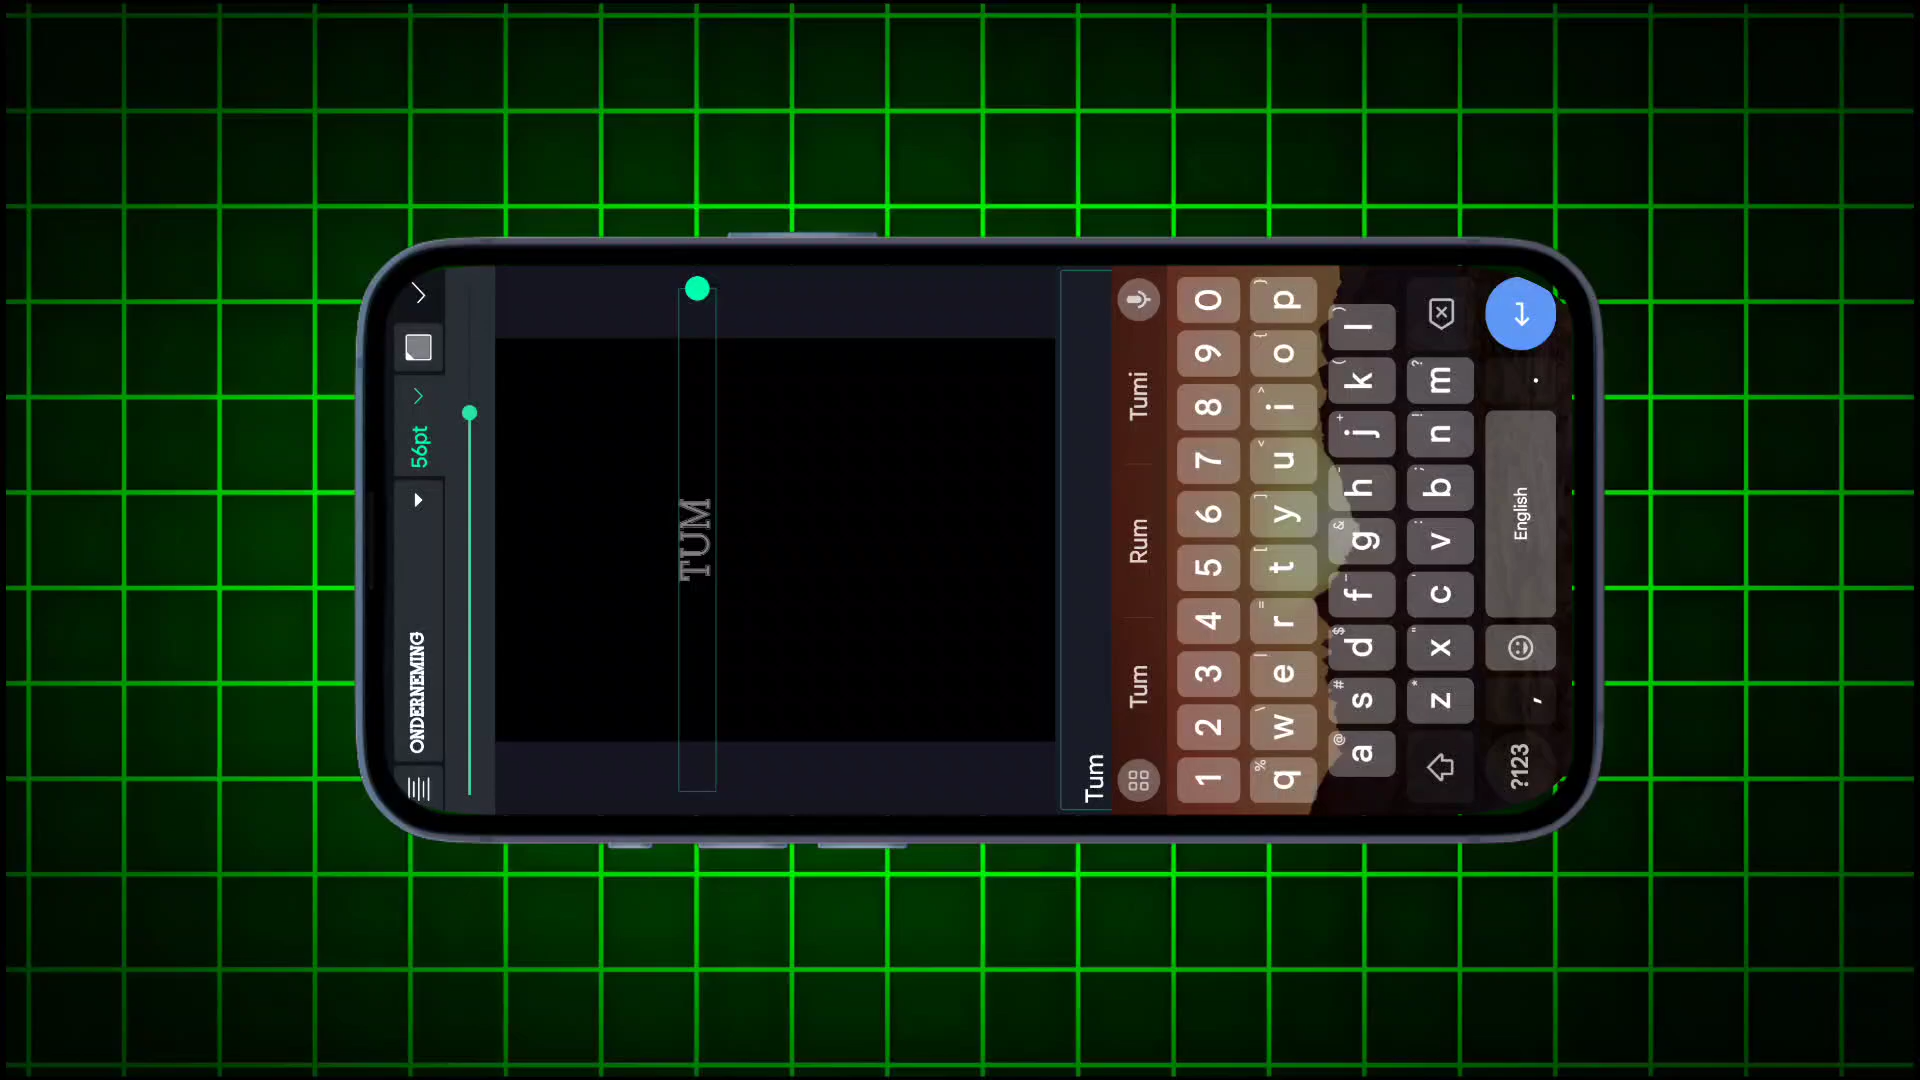 ONDERNEMING 56pt
TUM
Tum
Tum Rum Tumi
1 2 3 4 5 6 7 8 9 0
q w e r t y u i o p
% \ | = [ ] < > { }
a s d f g h j k l
@ # $ - & - + ( )
z x c v b n m
* " ' : ; ! ?
?123 , English .